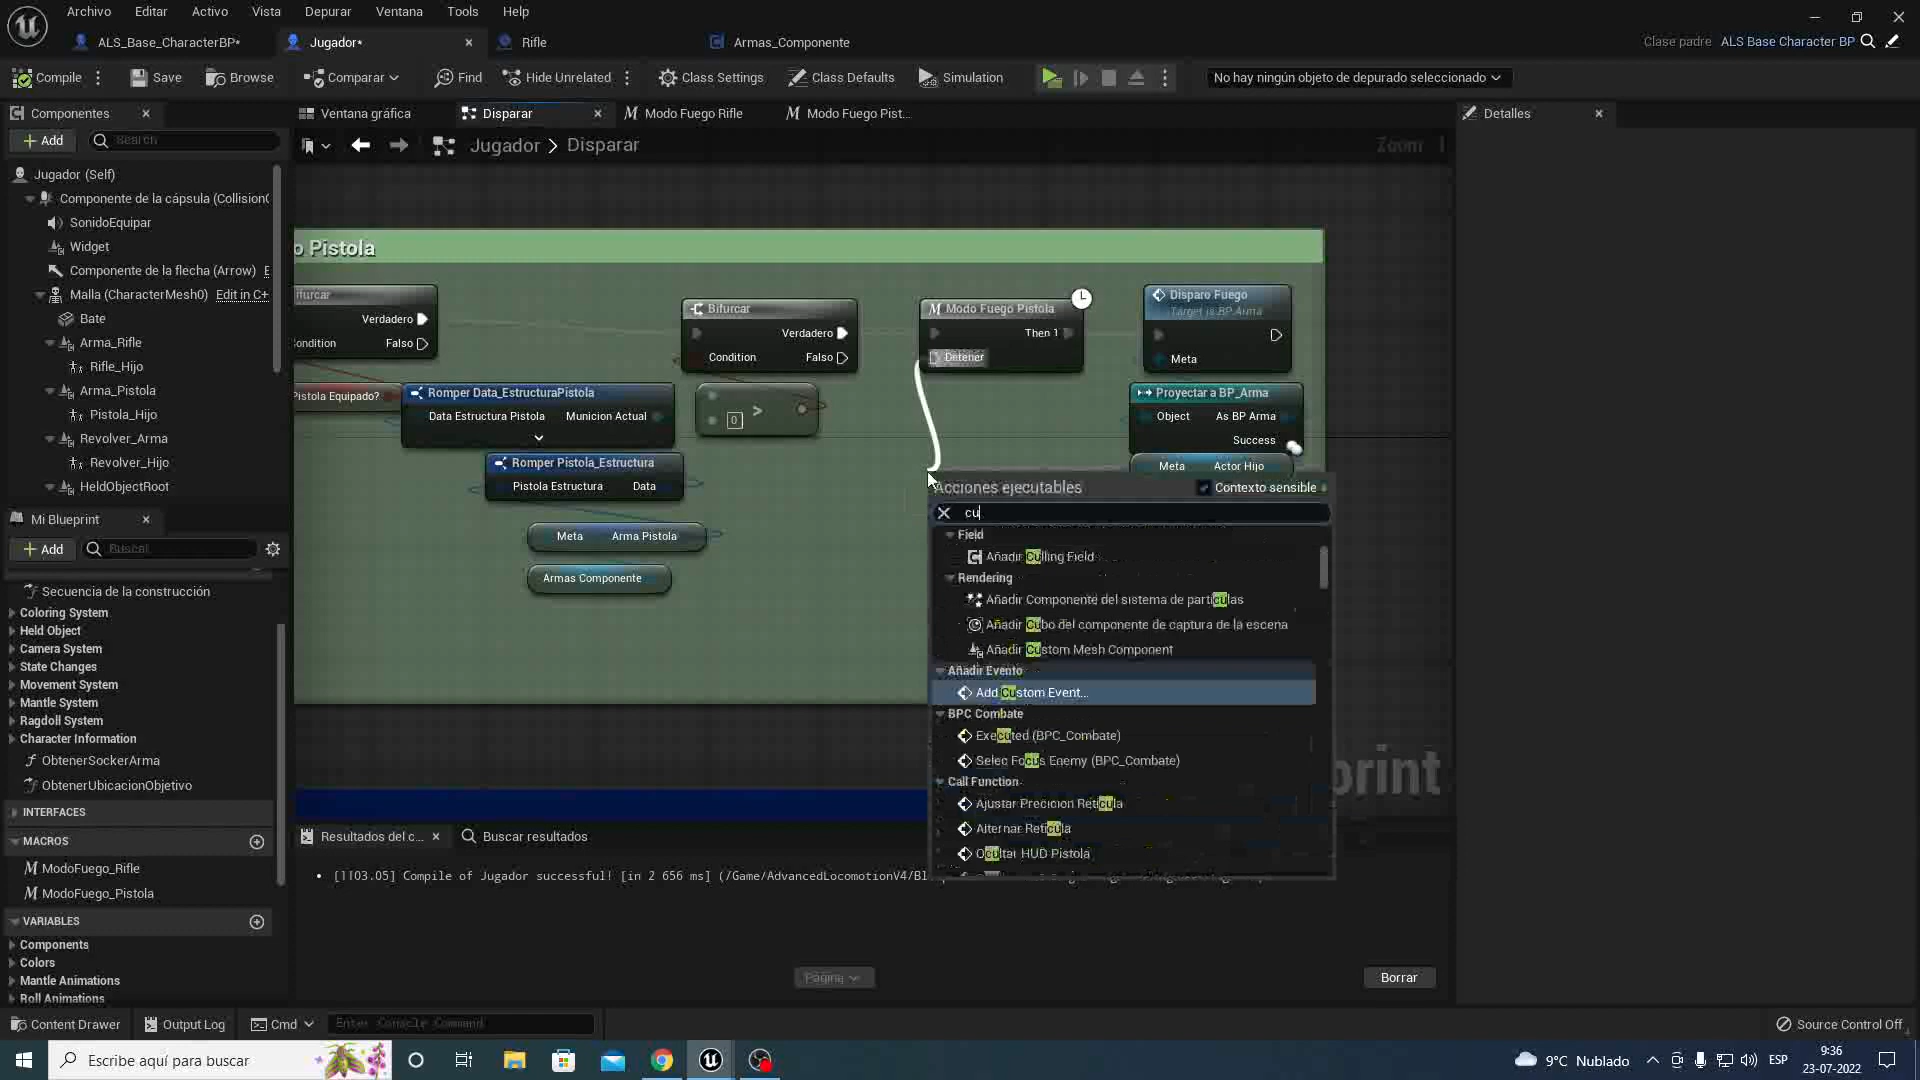 Archivo Editar Activo Vista Depurar Ventana Tools Help
ALS_Base_CharacterBP* Jugador* Rifle Armas_Componente
Clase padre ALS Base Character BP
Compile Save Browse Comparar Find Hide Unrelated Class Settings Class Defaults Simulation No hay ningún objeto de depurado seleccionado
Componentes Ventana gráfica Disparar Modo Fuego Rifle Modo Fuego Pist... Detalles
Add Search
Jugador > Disparar Zoom
Jugador (Self)
Componente de la cápsula (Collision
SonidoEquipar
Widget
Componente de la flecha (Arrow) E
Malla (CharacterMesh0) Edit in C+
Bate
Arma_Rifle
Rifle_Hijo
Arma_Pistola
Pistola_Hijo
Revolver_Arma
Revolver_Hijo
HeldObjectRoot
Mi Blueprint
Add Buscal
Secuencia de la construcción
Coloring System
Held Object
Camera System
State Changes
Movement System
Mantle System
Ragdoll System
Character Information
ObtenerSockerArma
ObtenerUbicacionObjetivo
INTERFACES
MACROS
ModoFuego_Rifle
ModoFuego_Pistola
VARIABLES
Components
Colors
Mantle Animations
Roll Animations
o Pistola
ifurcar
Verdadero
ondition Falso
Bifurcar
Verdadero
Condition Falso
Modo Fuego Pistola
Then 1
Detener
Disparo Fuego
Target is BP Arma
Meta
Pistola Equipado?
Romper Data_EstructuraPistola
Data Estructura Pistola Municion Actual
0 >
Proyectar a BP_Arma
Object As BP Arma
Success
Meta Actor Hijo
Romper Pistola_Estructura
Pistola Estructura Data
Meta Arma Pistola
Armas Componente
Acciones ejecutables Contexto sensible
cu
Field
Añadir Culling Field
Rendering
Añadir Componente del sistema de partículas
Añadir Cubo del componente de captura de la escena
Añadir Custom Mesh Component
Añadir Evento
Add Custom Event...
BPC Combate
Executed (BPC_Combate)
Selec Focus Enemy (BPC_Combate)
Call Function
Ajustar Precicion Reticula
Alternar Reticula
Ocultar HUD Pistola
print
Resultados del c... Buscar resultados
[1103.05] Compile of Jugador successful! [in 2 656 ms] (/Game/AdvancedLocomotionV4/Bl
Página Borrar
Content Drawer Output Log Cmd Enter Console Command Source Control Off
Escribe aquí para buscar
9°C Nublado ESP
9:36
23-07-2022